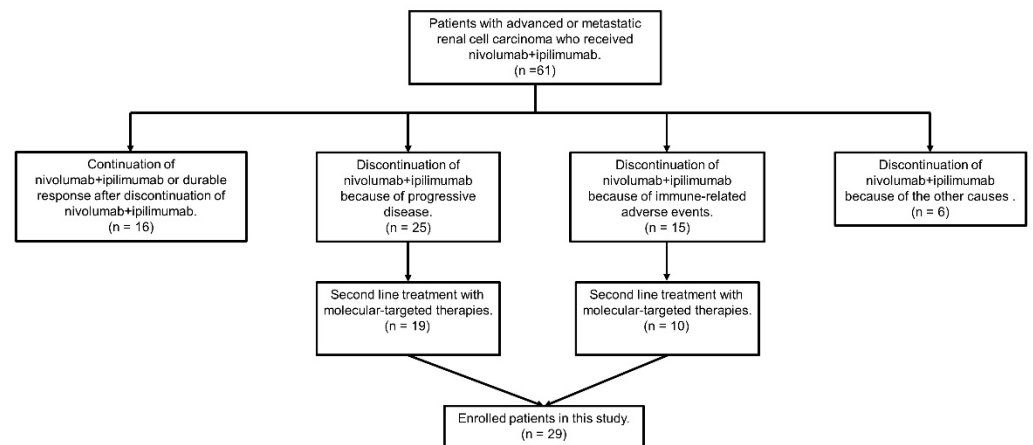 Patients with advanced or metastatic
renal cell carcinoma who received
nivolumab+ipilimumab.
(n =61)
Continuation of
nivolumab+ipilimumab or durable
response after discontinuation of
nivolumab+ipilimumab.
(n = 16)
Discontinuation of
nivolumab+ipilimumab
because of progressive
disease.
(n = 25)
Discontinuation of
nivolumab+ipilimumab
because of immune-related
adverse events.
(n = 15)
Discontinuation of
nivolumab+ipilimumab
because of the other causes .
(n = 6)
Second line treatment with
molecular-targeted therapies.
(n = 19)
Second line treatment with
molecular-targeted therapies.
(n = 10)
Enrolled patients in this study.
(n = 29)